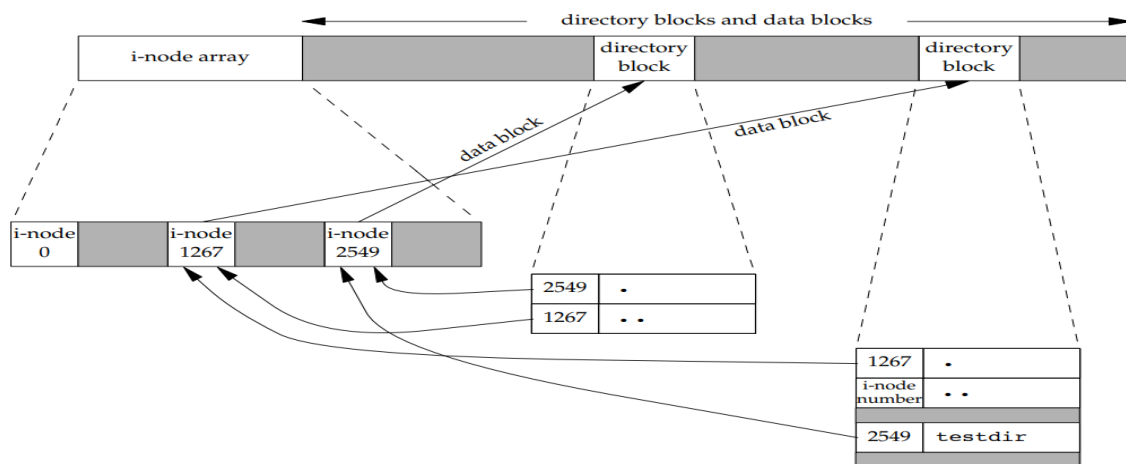 directory blocks and data blocks
i-node array
directory
block
directory
block
data block
data block
i-node
0
i-node
1267
i-node
2549
2549 .
1267 ..
1267 .
i-node
number ..
2549 testdir